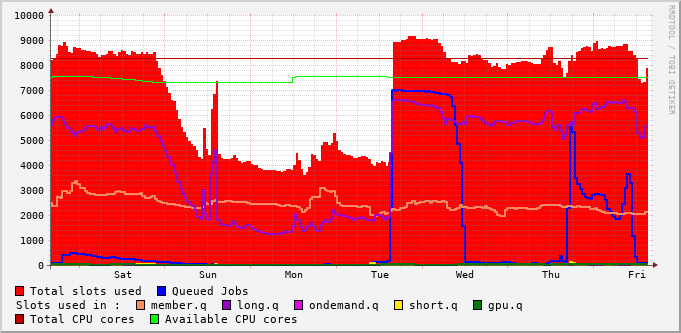 10000
9000
8000
7000
6000
5000
4000
3000
2000
1000
0
Sat Sun Mon Tue Wed Thu Fri
RRDTOOL / TOBI OETIKER
Total slots used Queued Jobs
Slots used in : member.q long.q ondemand.q short.q gpu.q
Total CPU cores Available CPU cores